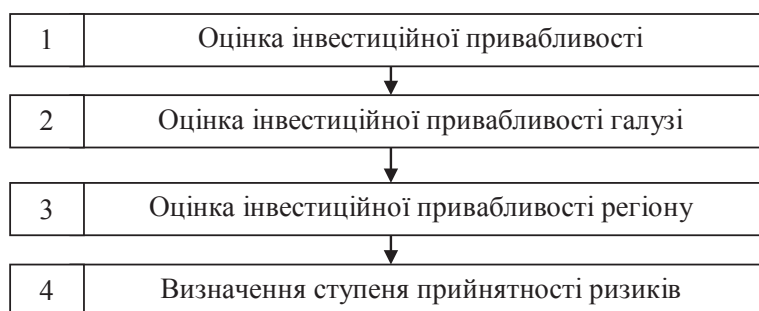 1 Оцінка інвестиційної привабливості
2 Оцінка інвестиційної привабливості галузі
3 Оцінка інвестиційної привабливості регіону
4 Визначення ступеня прийнятності ризиків